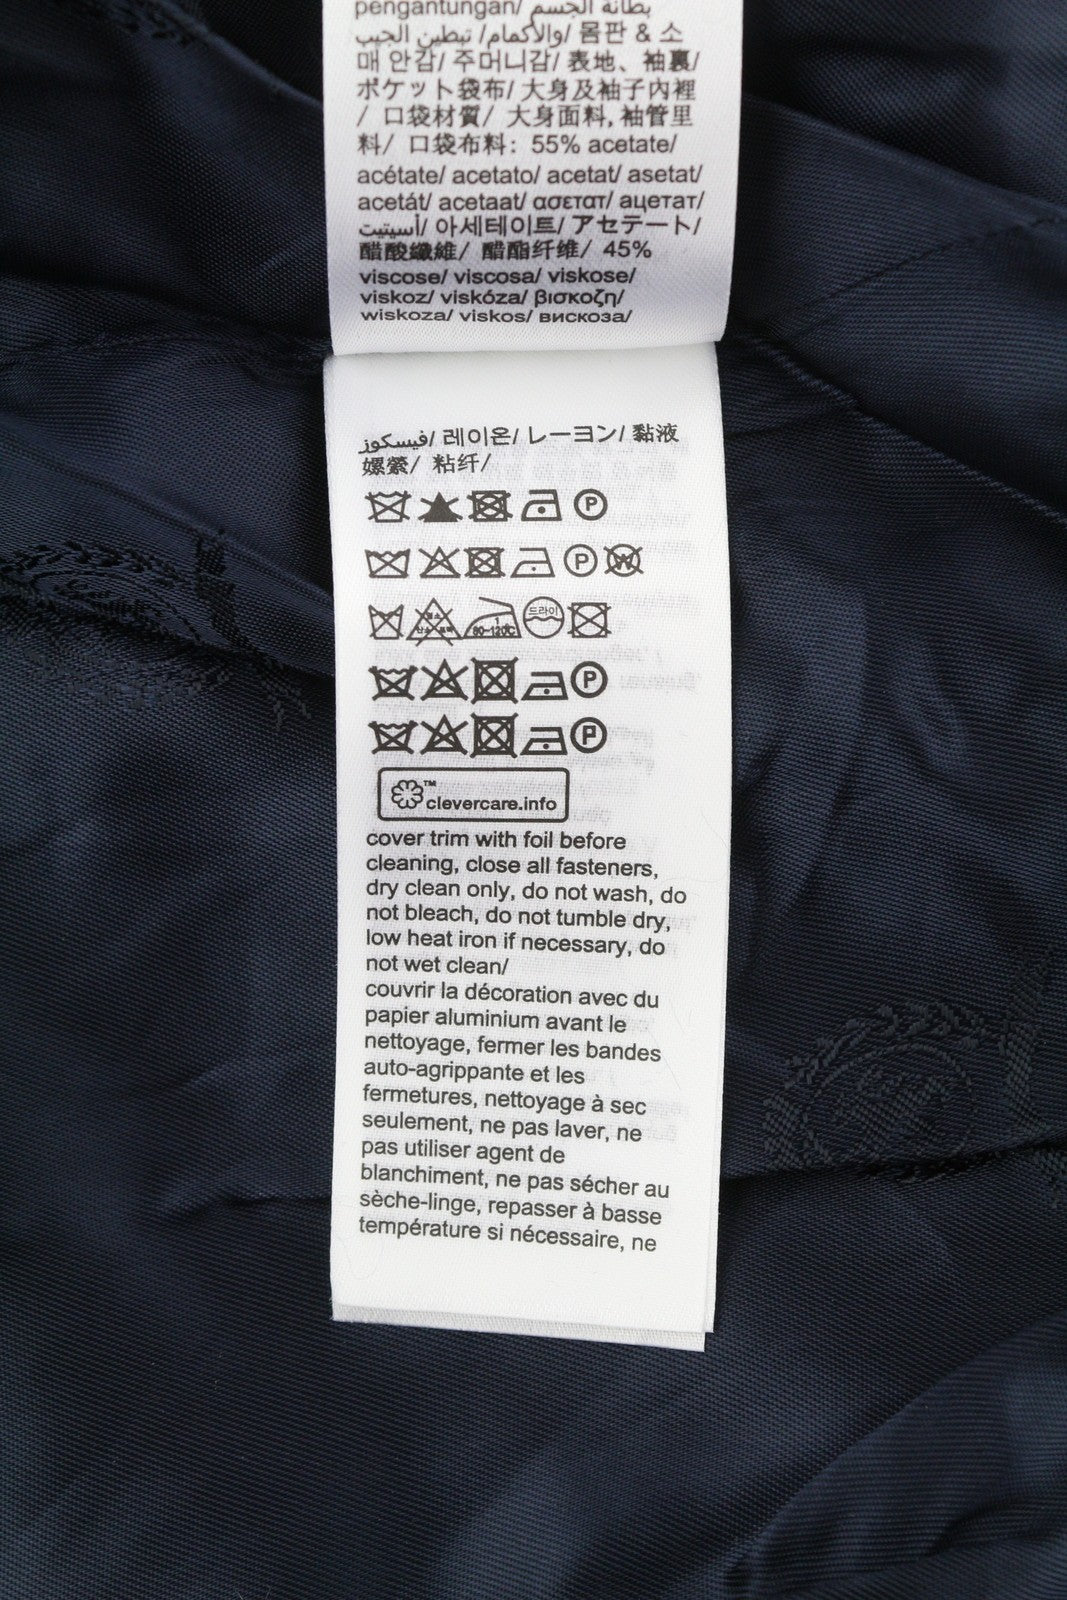 pengantungan/ بطانة الجسم
والأكمام/ تبطين الجيب/ 몸판 & 소
매 안감/ 주머니감/ 表地、袖裏/
ポケット袋布/ 大身及袖子內裡
/ 口袋材質/ 大身面料, 袖管里
料/ 口袋布料: 55% acetate/
acétate/ acetato/ acetat/ asetat/
acetát/ acetaat/ ασετατ/ ацетат/
أسيتيت/ 아세테이트/ アセテート/
醋酸纖維/ 醋酯纤维/ 45%
viscose/ viscosa/ viskose/
viskoz/ viskóza/ βισκοζη/
wiskoza/ viskos/ вискоза/
فيسكوز/ 레이온/ レーヨン/ 黏液
嫘縈/ 粘纤/
P
P W
80~120℃ 드라이
P
P
™ clevercare.info
cover trim with foil before
cleaning, close all fasteners,
dry clean only, do not wash, do
not bleach, do not tumble dry,
low heat iron if necessary, do
not wet clean/
couvrir la décoration avec du
papier aluminium avant le
nettoyage, fermer les bandes
auto-agrippante et les
fermetures, nettoyage à sec
seulement, ne pas laver, ne
pas utiliser agent de
blanchiment, ne pas sécher au
sèche-linge, repasser à basse
température si nécessaire, ne